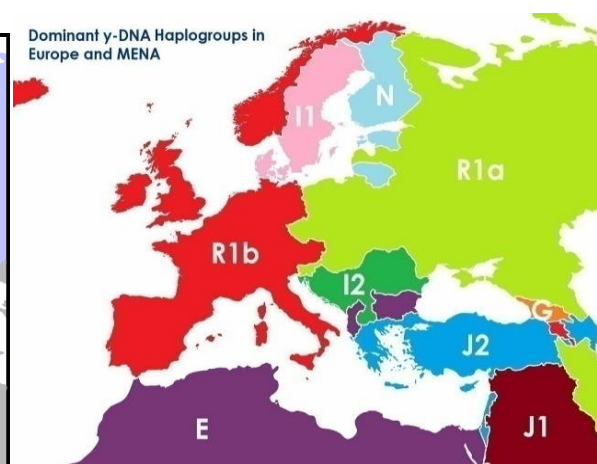 Dominant y-DNA Haplogroups in
Europe and MENA
I1
N
R1a
R1b
I2
G
J2
E
J1